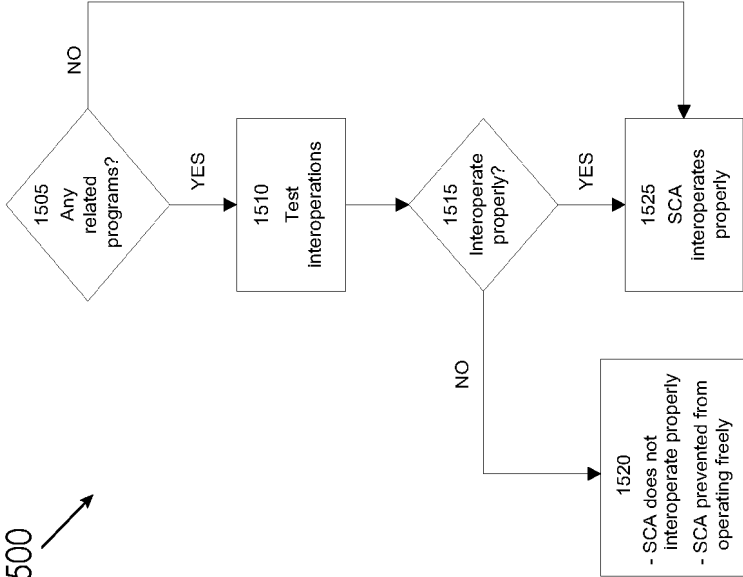 500
1505
Any
related
programs?
NO
YES
1510
Test
interoperations
1515
Interoperate
properly?
NO
YES
1520
- SCA does not
interoperate properly
- SCA prevented from
operating freely
1525
SCA
interoperates
properly